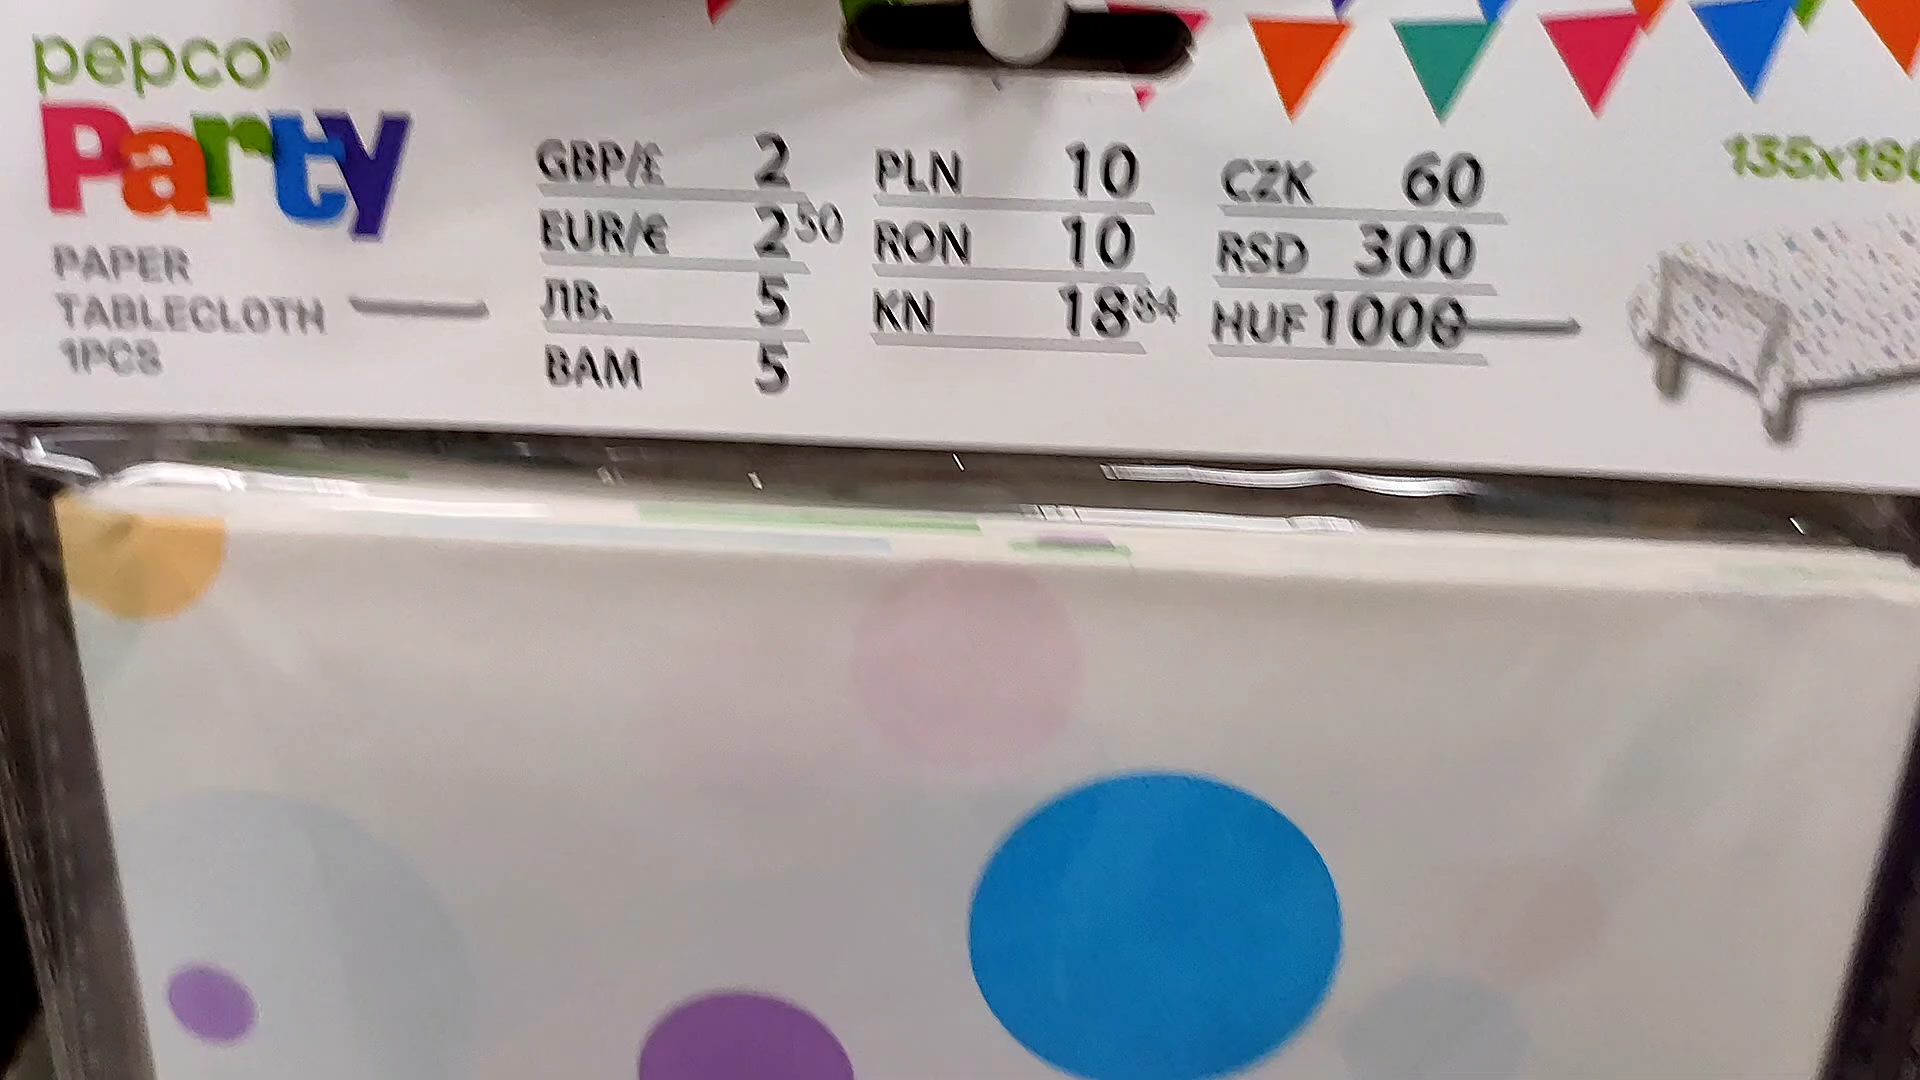 pepco®
Party
PAPER
TABLECLOTH
1PCS
GBP/£ 2
EUR/€ 2⁵⁰
ЛВ. 5
BAM 5
PLN 10
RON 10
KN 18⁸⁴
CZK 60
RSD 300
HUF 1000
135x180